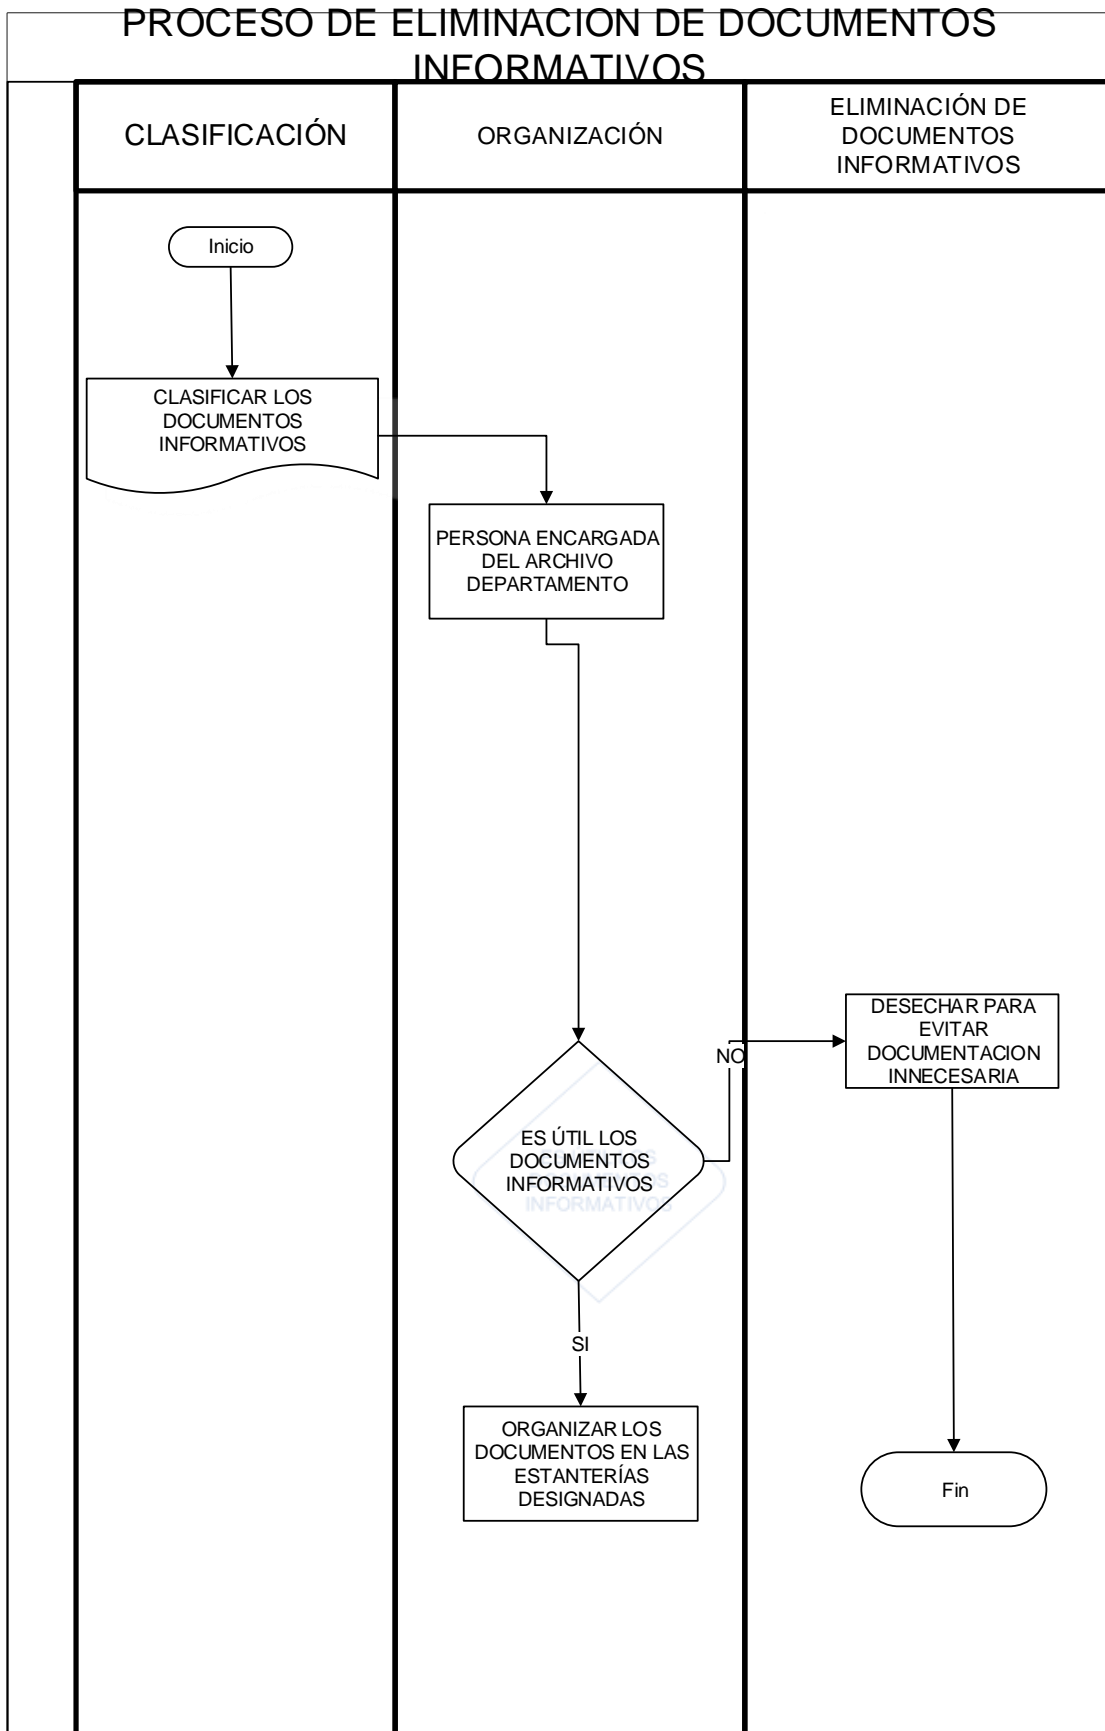 PROCESO DE ELIMINACION DE DOCUMENTOS
INFORMATIVOS
CLASIFICACIÓN
ORGANIZACIÓN
ELIMINACIÓN DE
DOCUMENTOS
INFORMATIVOS
Inicio
CLASIFICAR LOS
DOCUMENTOS
INFORMATIVOS
PERSONA ENCARGADA
DEL ARCHIVO
DEPARTAMENTO
DESECHAR PARA
EVITAR
DOCUMENTACION
INNECESARIA
NO
ES ÚTIL LOS
DOCUMENTOS
INFORMATIVOS
SI
ORGANIZAR LOS
DOCUMENTOS EN LAS
ESTANTERÍAS
DESIGNADAS
Fin